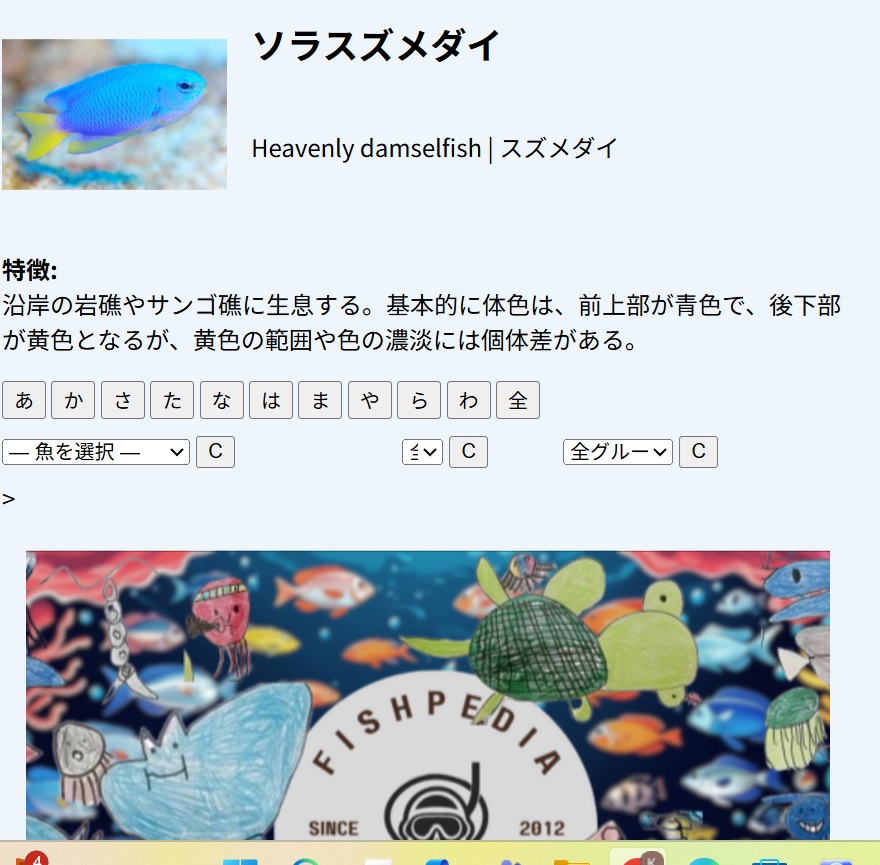 ソラスズメダイ
Heavenly damselfish | スズメダイ
特徴:
沿岸の岩礁やサンゴ礁に生息する。基本的に体色は、前上部が青色で、後下部
が黄色となるが、黄色の範囲や色の濃淡には個体差がある。
あ か さ た な は ま や ら わ 全
— 魚を選択 — C C 全グルー C
>
FISHPEDIA
SINCE 2012
4 K